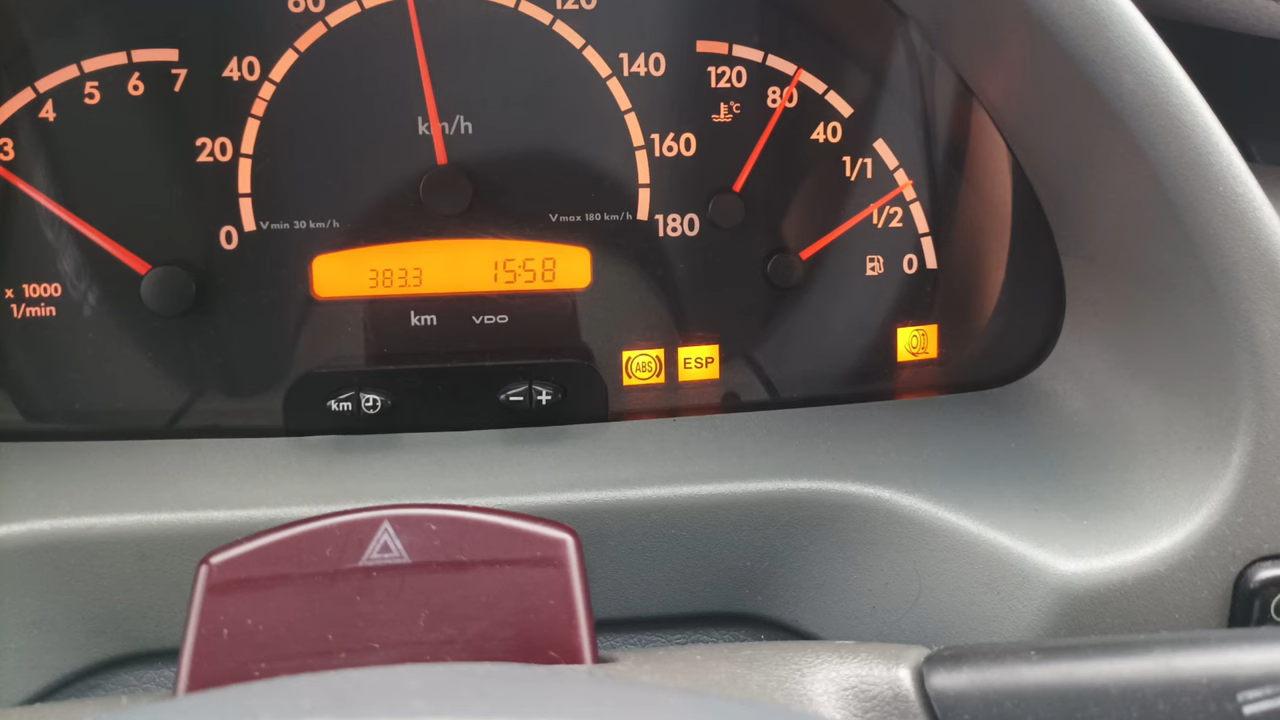 60
120
40
140
20
160
0
180
km/h
Vmin 30 km/h
Vmax 180 km/h
3
4
5
6
7
x 1000
1/min
120
80
40
°C
1/1
1/2
0
383.3
15:58
km
VDO
ABS
ESP
km
- +